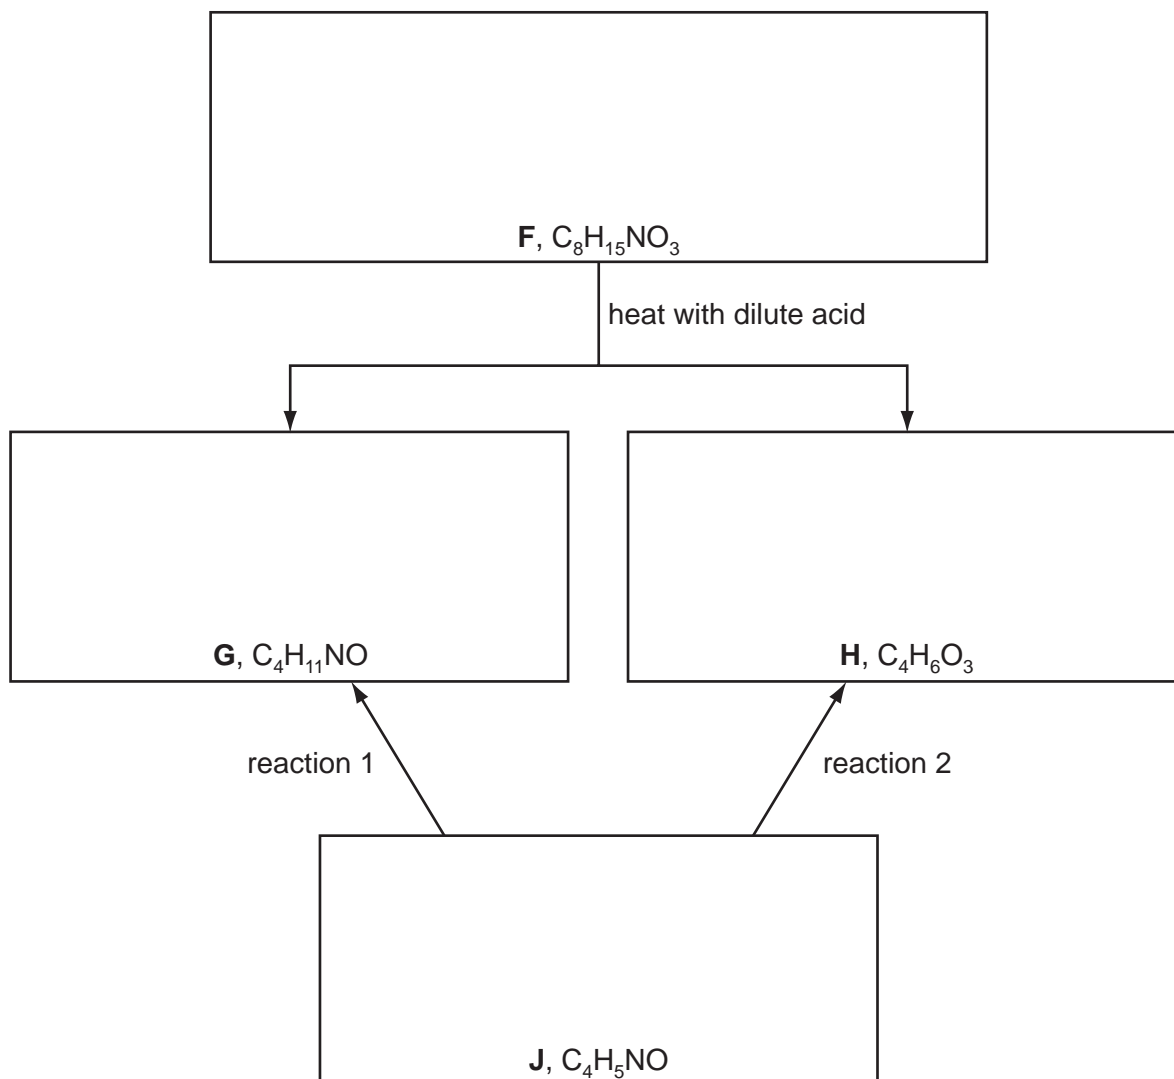 F, C₈H₁₅NO₃
heat with dilute acid
G, C₄H₁₁NO
H, C₄H₆O₃
reaction 1
reaction 2
J, C₄H₅NO